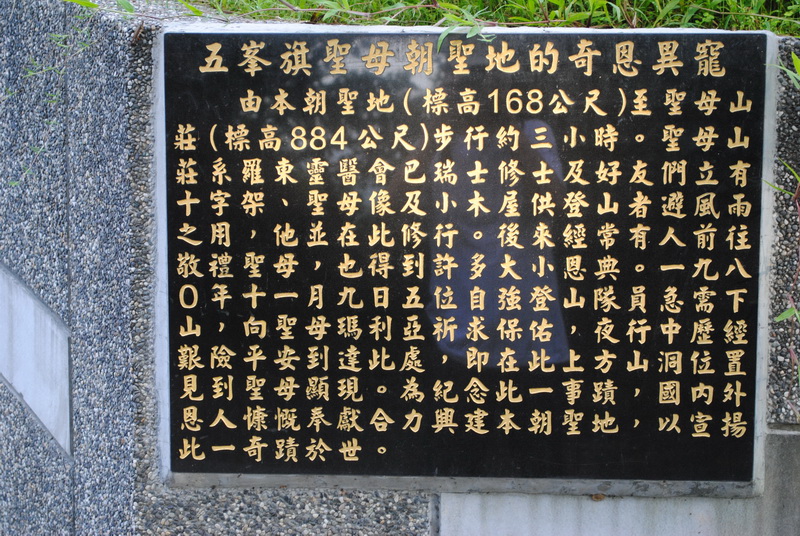 五峯旗聖母朝聖地的奇恩異寵
由本朝聖地(標高168公尺)至聖母山
莊(標高884公尺)步行約三小時。聖母山
莊系羅東靈醫會巴瑞士修士及好友們立有
十字架、聖母像及小木屋供登山者避風雨
之用,他並在此修行。後來經常有人前往
敬禮聖母,也得到許多大小恩典。一九八
0年十一月九日五位自強登山隊員急需下
山,向聖母瑪利亞祈求保佑,夜行中歷經
艱險平安到達此處,即在此上方山洞位置
見到聖母顯現。為紀念此一事蹟,國內外
恩人慷慨奉獻合力興建本朝聖地,以宣揚
此一奇蹟於世。